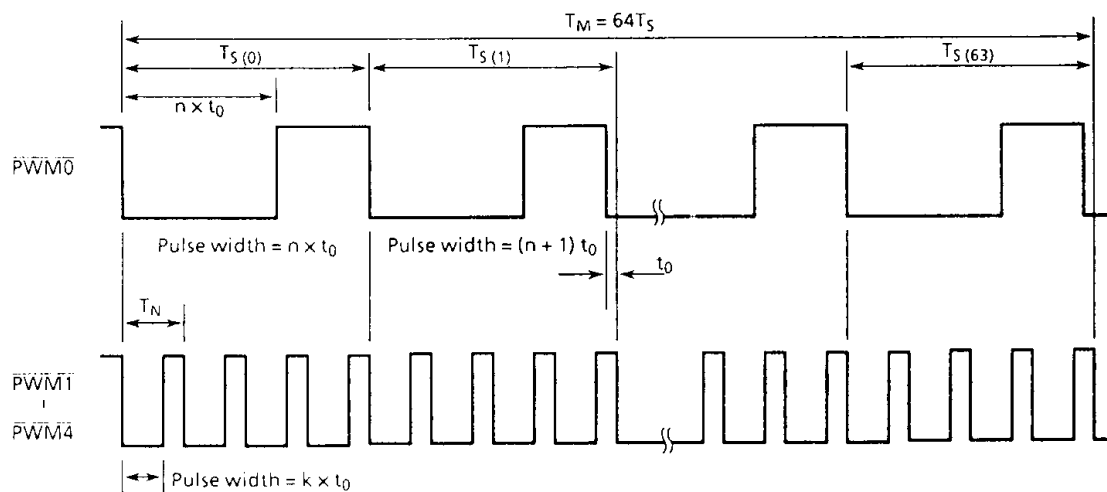 T_M = 64T_S
T_S (0)
T_S (1)
T_S (63)
n × t_0
PWM0
Pulse width = n × t_0
Pulse width = (n + 1) t_0
t_0
T_N
PWM1
PWM4
Pulse width = k × t_0